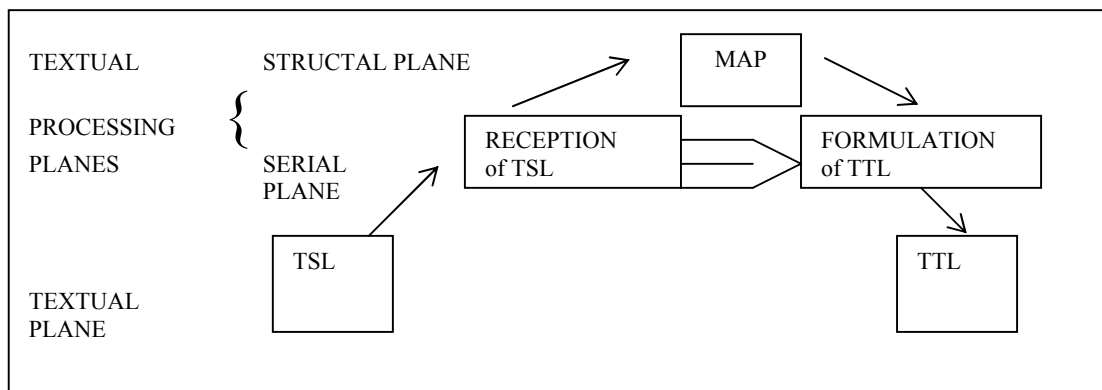 TEXTUAL STRUCTAL PLANE MAP
PROCESSING {
RECEPTION FORMULATION
of TSL of TTL
PLANES SERIAL
PLANE
TSL TTL
TEXTUAL
PLANE